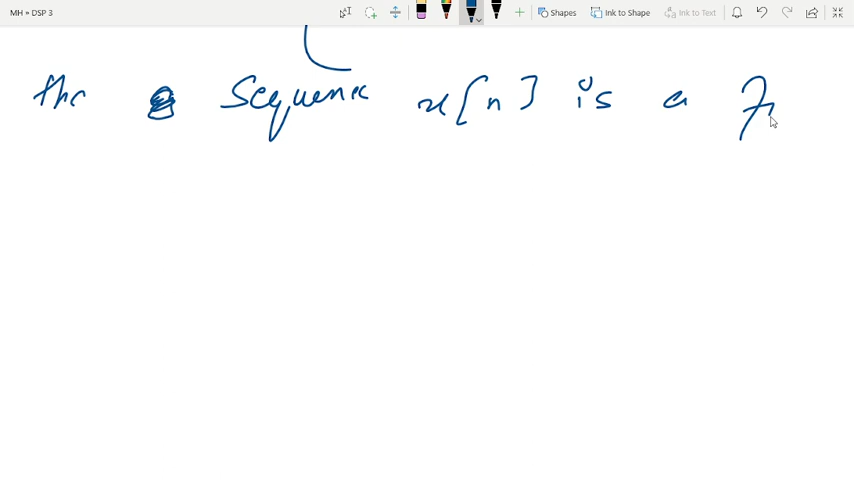 MH » DSP 3
Shapes
Ink to Shape
Ink to Text
the Sequence x[n] is a